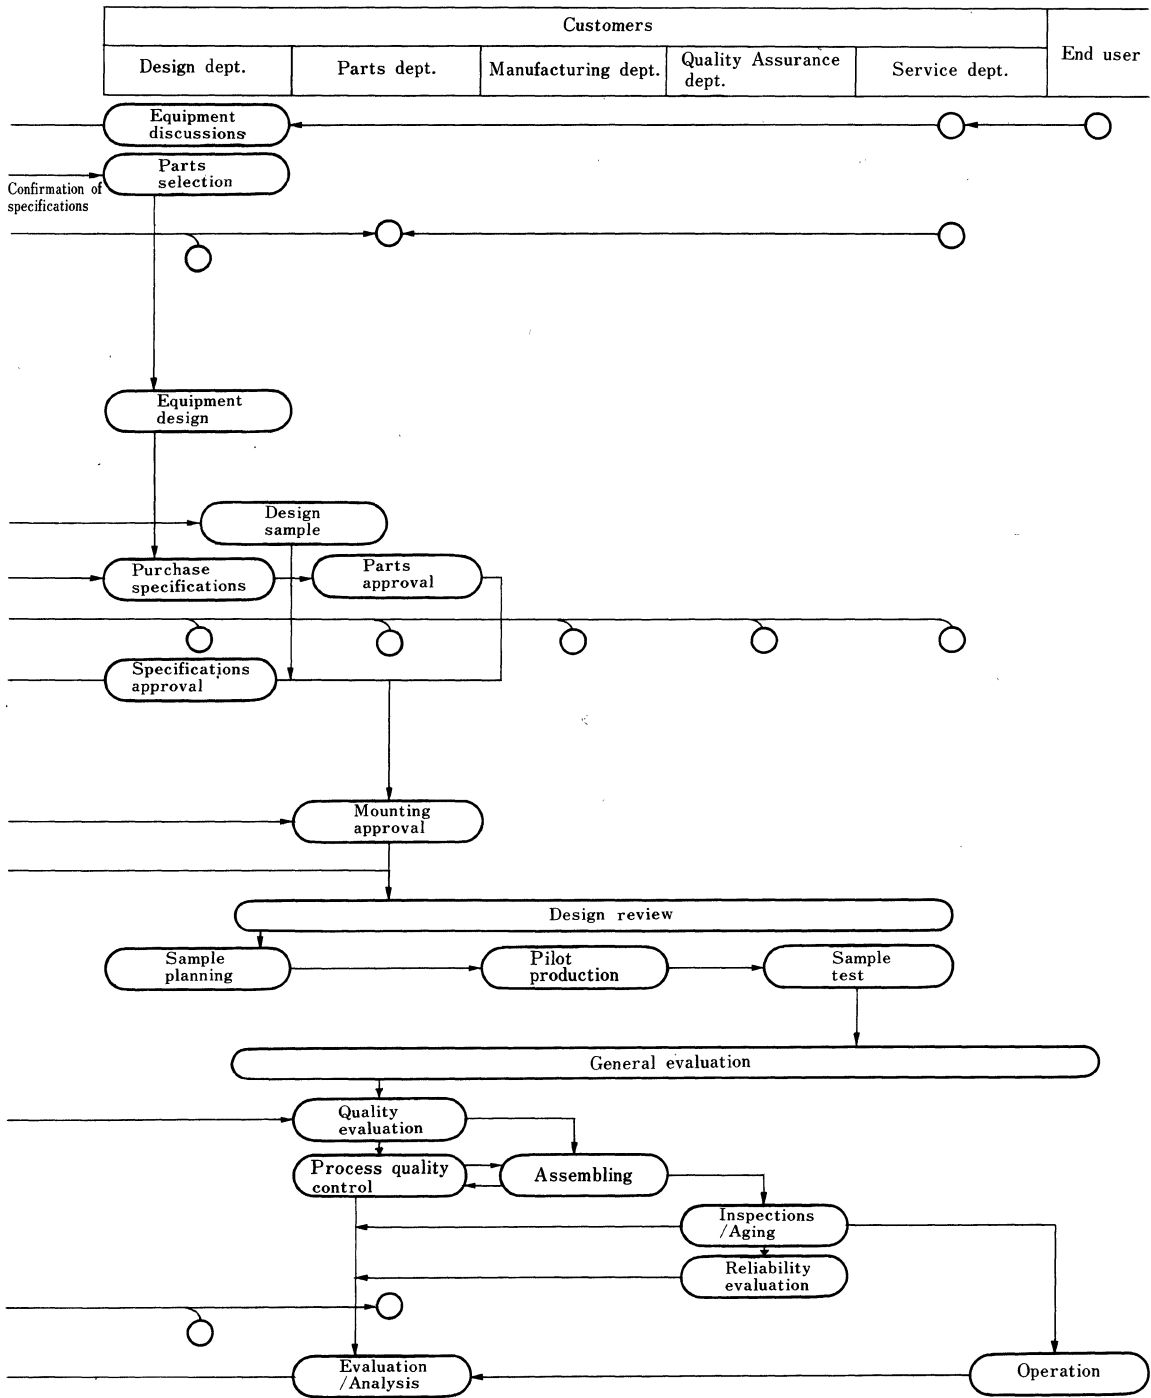 Customers
End user
Design dept.
Parts dept.
Manufacturing dept.
Quality Assurance
dept.
Service dept.
Equipment
discussions
Parts
selection
Confirmation of
specifications
Equipment
design
Design
sample
Purchase
specifications
Parts
approval
Specifications
approval
Mounting
approval
Design review
Sample
planning
Pilot
production
Sample
test
General evaluation
Quality
evaluation
Process quality
control
Assembling
Inspections
/Aging
Reliability
evaluation
Evaluation
/Analysis
Operation